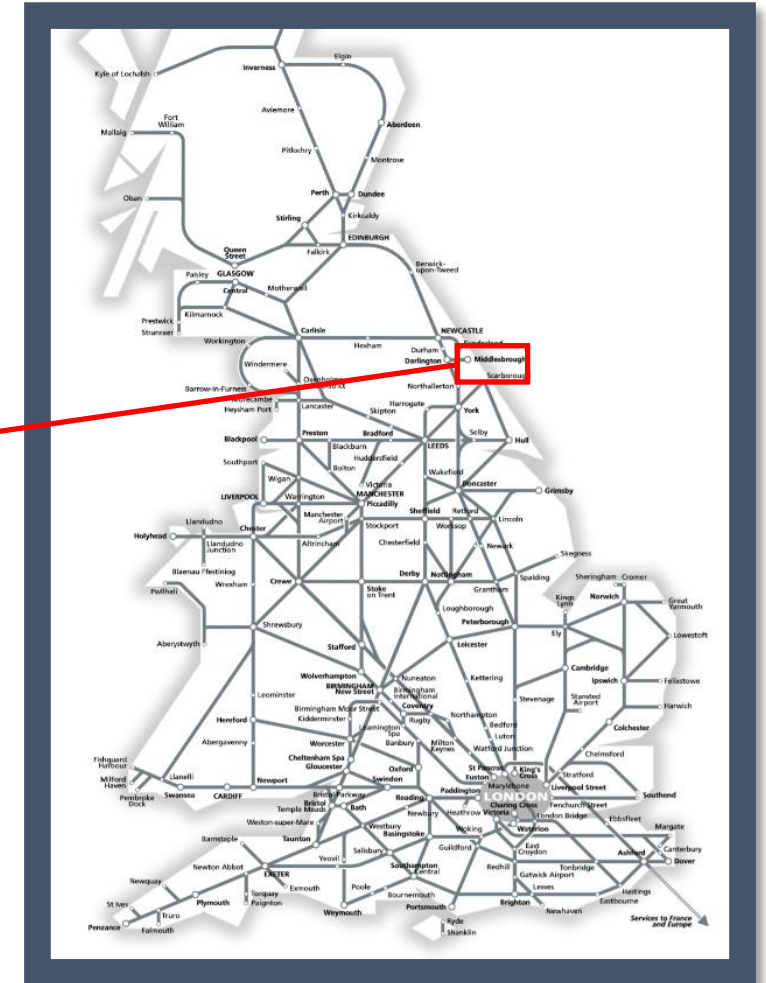 Elgin
Inverness
Kyle of Lochalsh
Aviemore
Fort
William
Mallaig
Aberdeen
Pitlochry
Montrose
Perth
Dundee
Oban
Stirling
Kirkcaldy
EDINBURGH
Queen
Street
Falkirk
Paisley
GLASGOW
Central
Motherwell
Berwick-
upon-Tweed
Prestwick
Stranraer
Kilmarnock
Carlisle
NEWCASTLE
Workington
Hexham
Durham
Sunderland
Darlington
Middlesbrough
Windermere
Scarborough
Barrow-in-Furness
Northallerton
Morecambe
Heysham Port
Lancaster
Harrogate
York
Skipton
Blackpool
Preston
Bradford
LEEDS
Selby
Hull
Blackburn
Huddersfield
Southport
Bolton
Wakefield
Wigan
Victoria
MANCHESTER
Piccadilly
Doncaster
Grimsby
LIVERPOOL
Warrington
Manchester
Airport
Stockport
Sheffield
Retford
Worksop
Lincoln
Llandudno
Chester
Holyhead
Llandudno
Junction
Altrincham
Chesterfield
Newark
Skegness
Blaenau Ffestiniog
Wrexham
Crewe
Stoke
on Trent
Derby
Nottingham
Grantham
Spalding
Sheringham
Cromer
Pwllheli
Kings
Lynn
Norwich
Great
Yarmouth
Loughborough
Peterborough
Aberystwyth
Shrewsbury
Stafford
Leicester
Ely
Lowestoft
Wolverhampton
BIRMINGHAM
New Street
Nuneaton
Birmingham
International
Kettering
Cambridge
Ipswich
Felixstowe
Leominster
Birmingham Moor Street
Coventry
Stevenage
Stansted
Airport
Harwich
Hereford
Kidderminster
Rugby
Northampton
Leamington
Spa
Bedford
Colchester
Abergavenny
Worcester
Banbury
Milton
Keynes
Luton
Watford Junction
Chelmsford
Cheltenham Spa
Gloucester
Oxford
St Pancras
Euston
King's
Cross
Stratford
Fishguard
Harbour
Milford
Haven
Llanelli
Newport
Swindon
Paddington
Marylebone
Liverpool Street
Pembroke
Dock
Swansea
CARDIFF
Bristol Parkway
Bristol
Temple Meads
Bath
Reading
LONDON
Fenchurch Street
Southend
Newbury
Heathrow
Victoria
Charing Cross
London Bridge
Ebbsfleet
Weston-super-Mare
Westbury
Basingstoke
Woking
Waterloo
Margate
Barnstaple
Taunton
Salisbury
Guildford
East
Croydon
Canterbury
Newton Abbot
Yeovil
Southampton
Central
Redhill
Tonbridge
Ashford
Dover
Gatwick Airport
Newquay
EXETER
Exmouth
Poole
Bournemouth
Lewes
Hastings
Eastbourne
St Ives
Truro
Plymouth
Torquay
Paignton
Weymouth
Portsmouth
Brighton
Newhaven
Penzance
Falmouth
Ryde
Shanklin
Services to France
and Europe